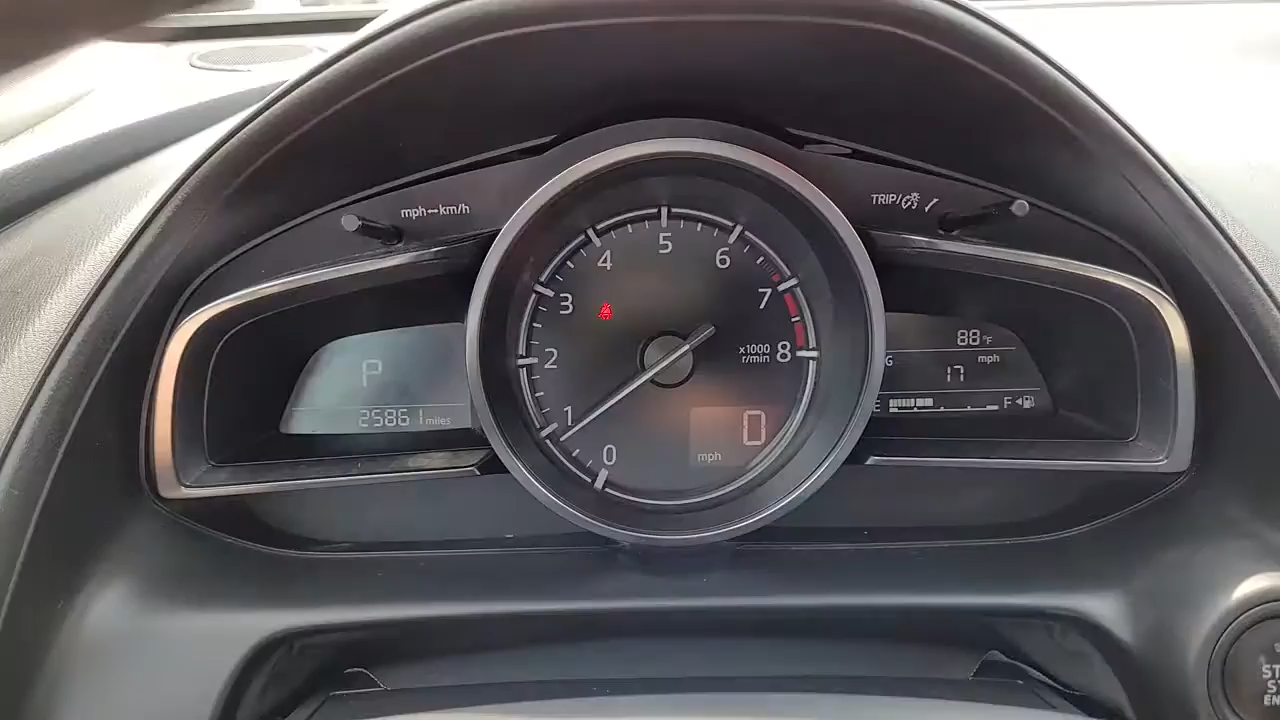 mph↔km/h
TRIP/
5
4
6
3
7
2
x1000
r/min
8
1
0
0
mph
P
25861 miles
88°F
mph
17
E
F